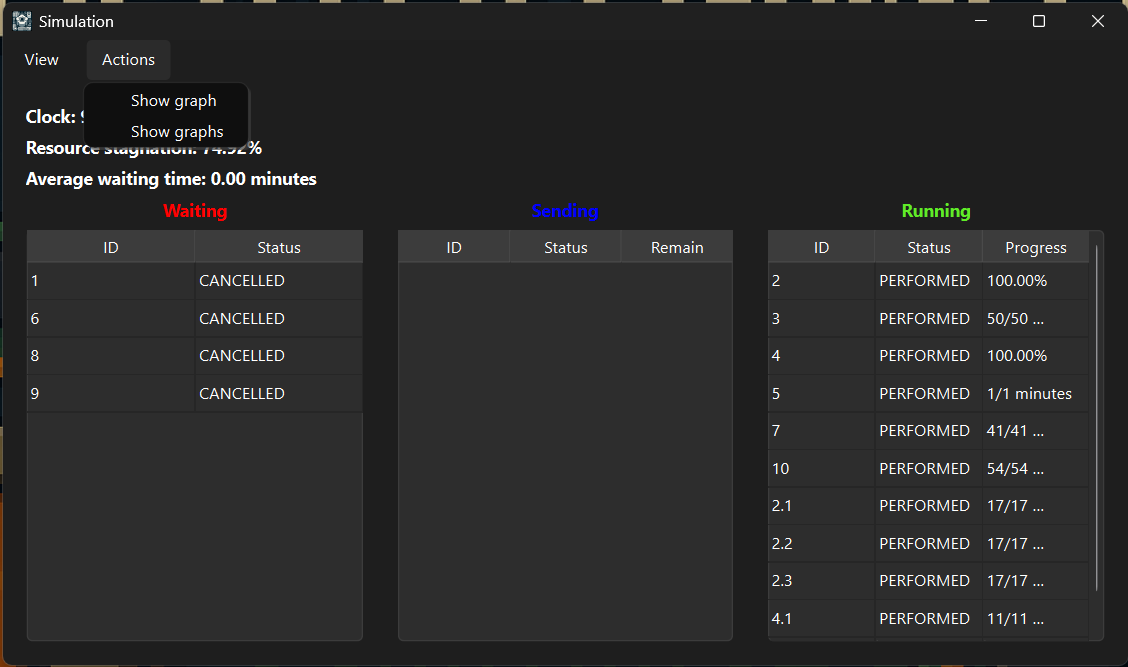 Simulation
View Actions
Show graph
Show graphs
Clock:
Resource stagnation: 74.92%
Average waiting time: 0.00 minutes
Waiting Sending Running
ID Status ID Status Remain ID Status Progress
1 CANCELLED 2 PERFORMED 100.00%
6 CANCELLED 3 PERFORMED 50/50 ...
8 CANCELLED 4 PERFORMED 100.00%
9 CANCELLED 5 PERFORMED 1/1 minutes
7 PERFORMED 41/41 ...
10 PERFORMED 54/54 ...
2.1 PERFORMED 17/17 ...
2.2 PERFORMED 17/17 ...
2.3 PERFORMED 17/17 ...
4.1 PERFORMED 11/11 ...